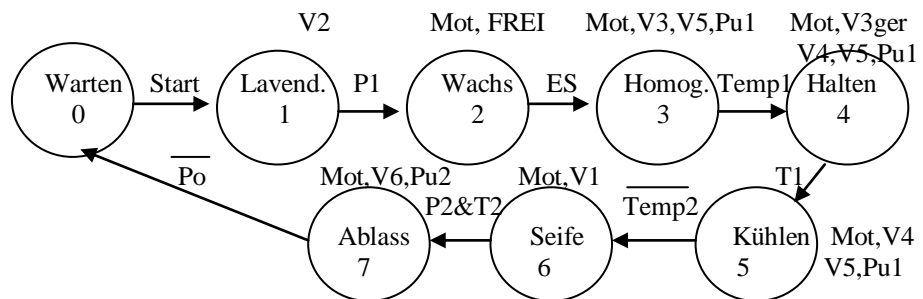 V2
Mot, FREI
Mot,V3,V5,Pu1
Mot,V3ger
V4,V5,Pu1
Warten
0
Start
Lavend.
1
P1
Wachs
2
ES
Homog.
3
Temp1
Halten
4
T1
Mot,V4
V5,Pu1
Kühlen
5
Temp2
Mot,V1
Seife
6
P2&T2
Mot,V6,Pu2
Ablass
7
Po